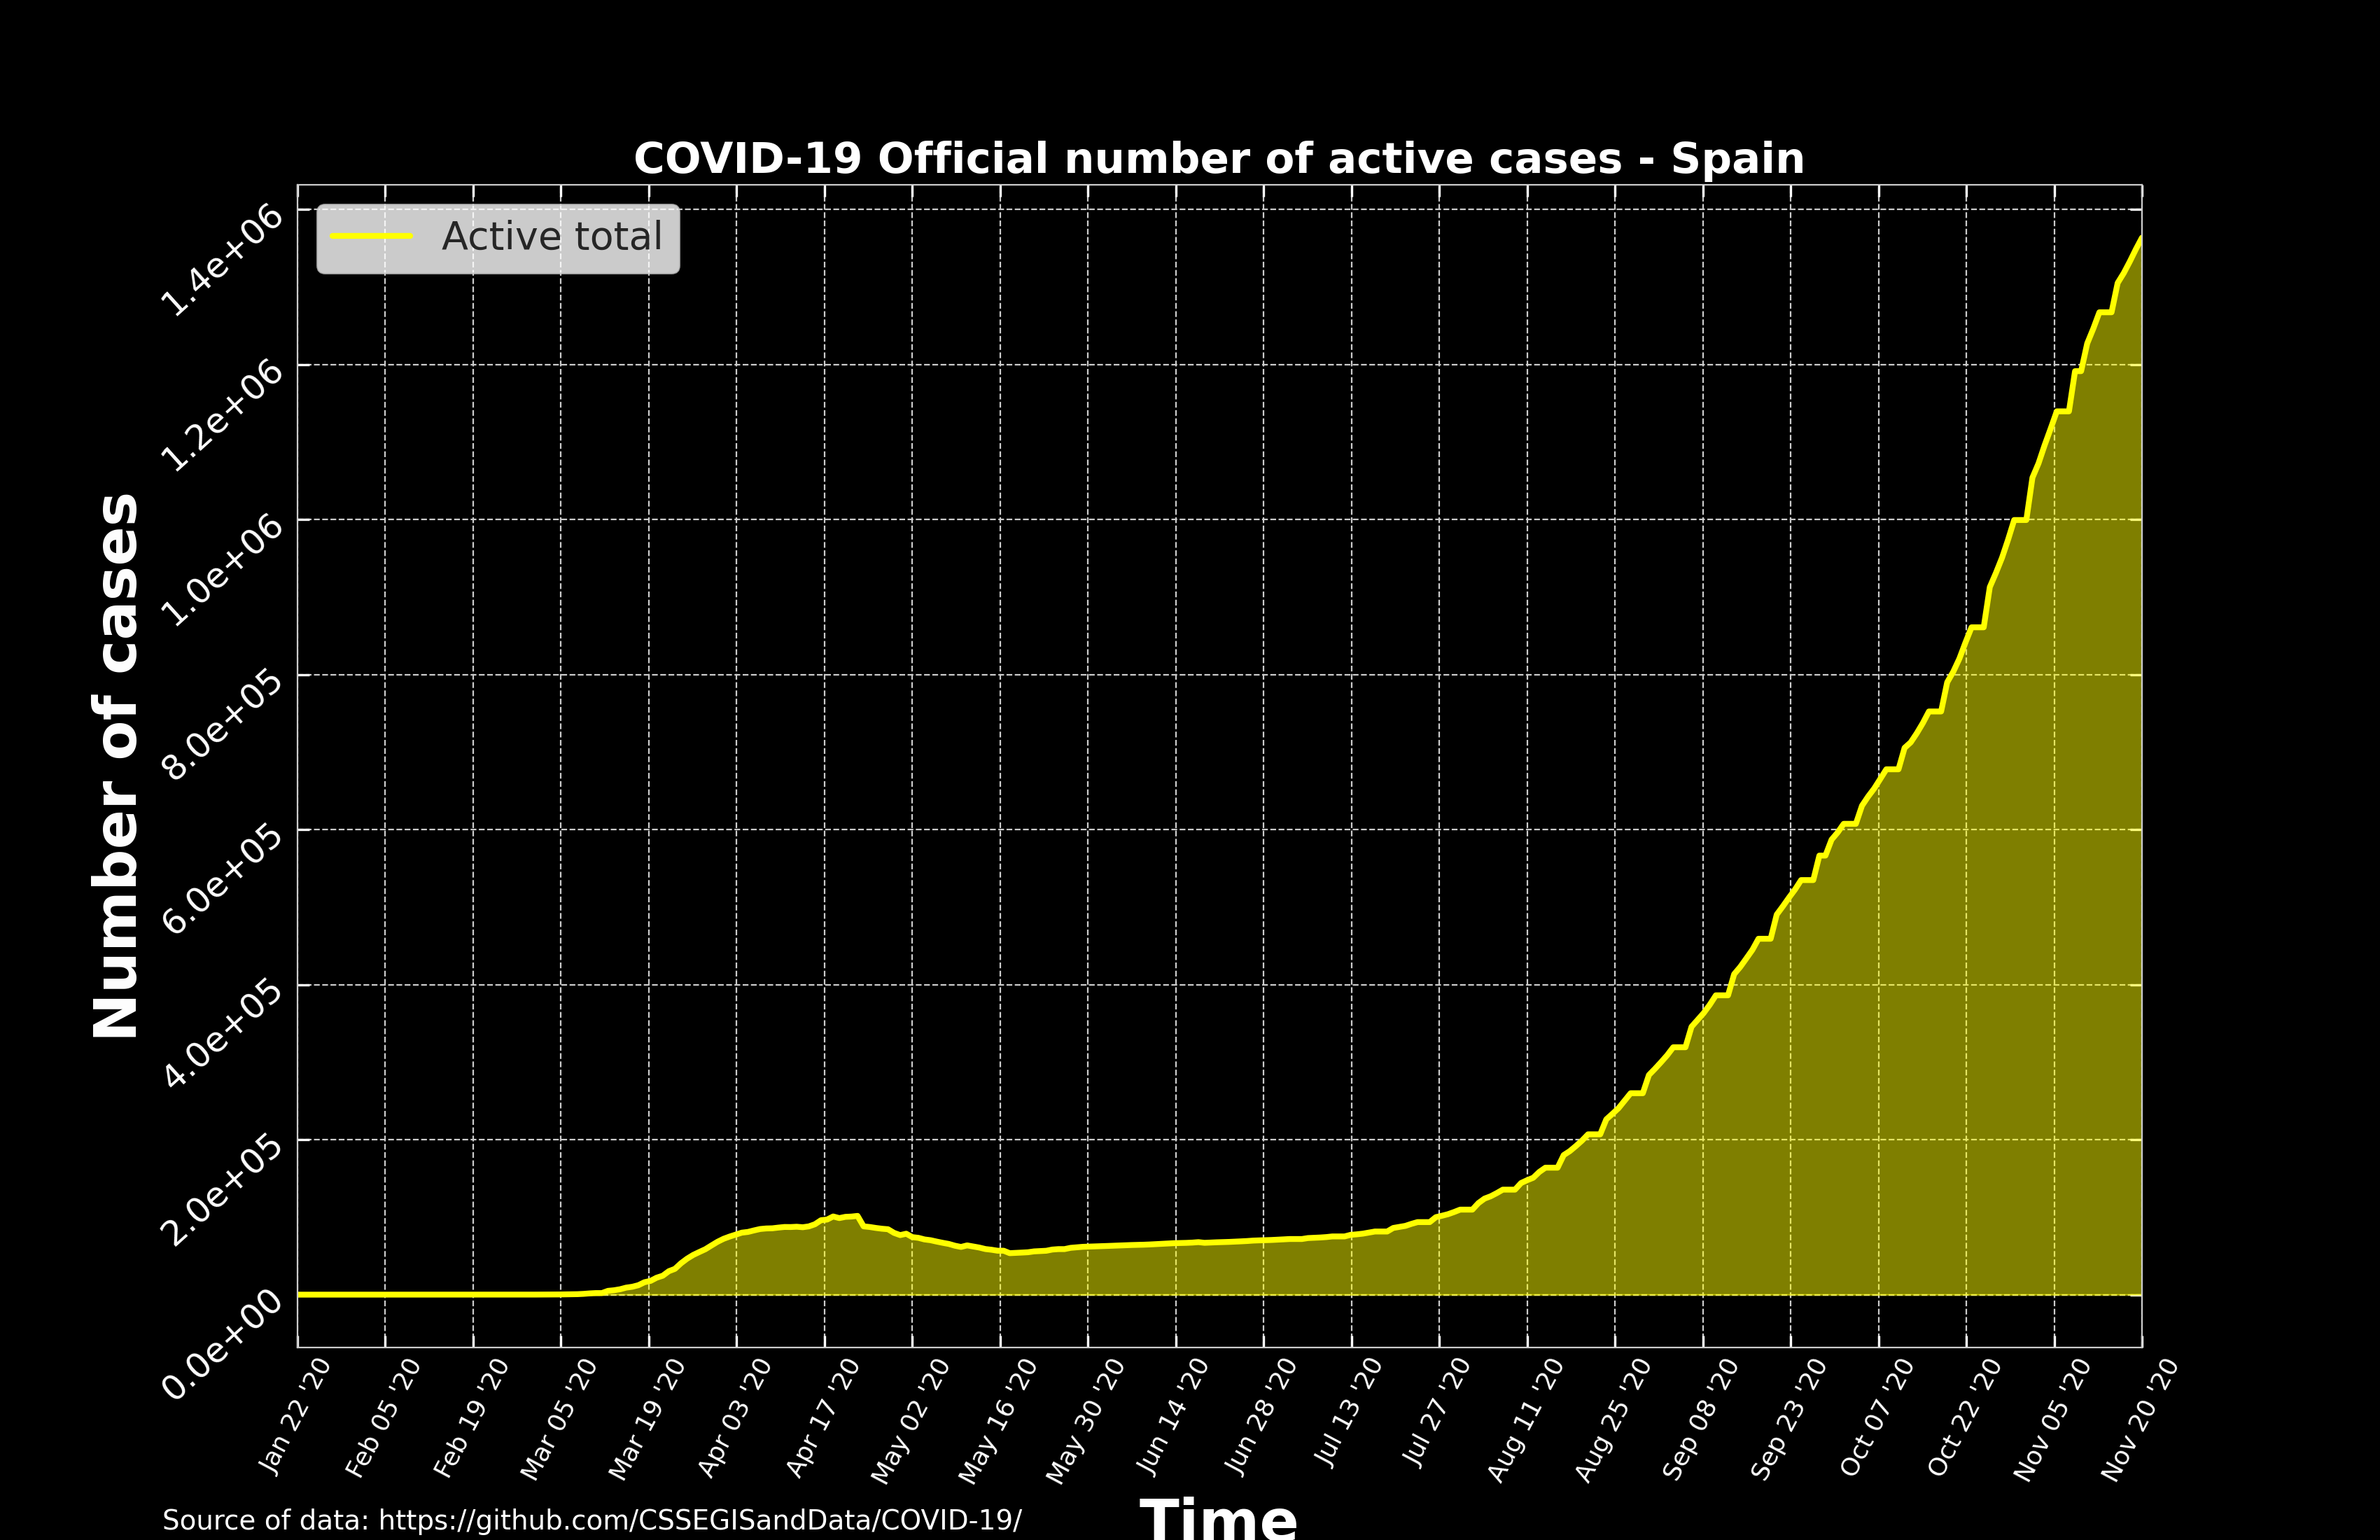 COVID-19 Official number of active cases - Spain
Active total
Number of cases
1.4e+06
1.2e+06
1.0e+06
8.0e+05
6.0e+05
4.0e+05
2.0e+05
0.0e+00
Jan 22 '20
Feb 05 '20
Feb 19 '20
Mar 05 '20
Mar 19 '20
Apr 03 '20
Apr 17 '20
May 02 '20
May 16 '20
May 30 '20
Jun 14 '20
Jun 28 '20
Jul 13 '20
Jul 27 '20
Aug 11 '20
Aug 25 '20
Sep 08 '20
Sep 23 '20
Oct 07 '20
Oct 22 '20
Nov 05 '20
Nov 20 '20
Time
Source of data: https://github.com/CSSEGISandData/COVID-19/